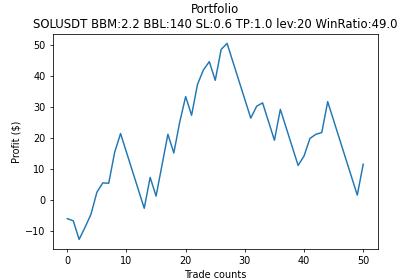 Portfolio
SOLUSDT BBM:2.2 BBL:140 SL:0.6 TP:1.0 lev:20 WinRatio:49.0
50
40
30
20
10
0
−10
Profit ($)
0 10 20 30 40 50
Trade counts